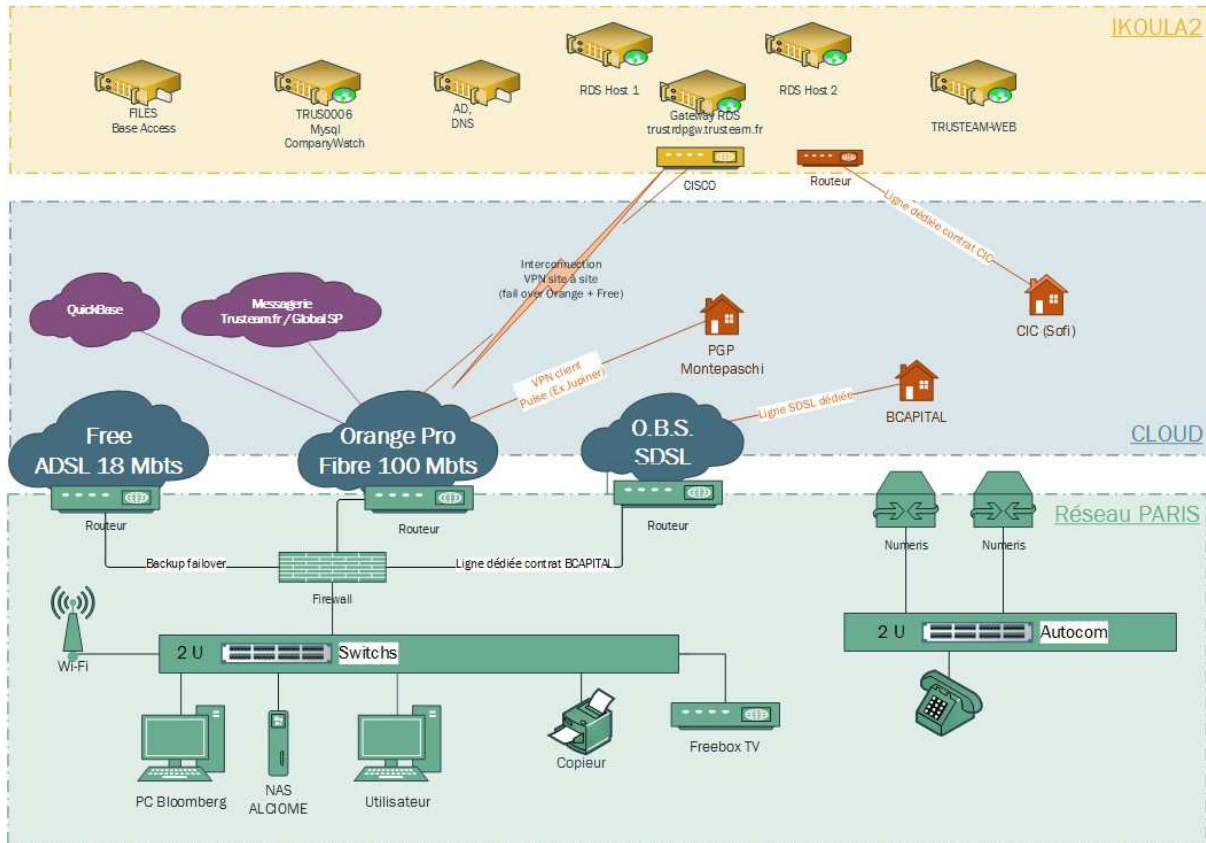 IKOULA2
RDS Host 1
RDS Host 2
FILES
Base Access
TRUS0006
Mysql
CompanyWatch
AD,
DNS
Gateway RDS
trustrdpgw.trusteam.fr
TRUSTEAM-WEB
CISCO
Routeur
Ligne dédiée contrat CIC
Interconnection
VPN site à site
(fail over Orange + Free)
QuickBase
Messagerie
Trusteam.fr / Global SP
CIC (Sofi)
PGP
Montepaschi
VPN client
Pulse (Ex Jupiner)
Ligne SDSL dédiée
BCAPITAL
Free
ADSL 18 Mbts
Orange Pro
Fibre 100 Mbts
O.B.S.
SDSL
CLOUD
Réseau PARIS
Routeur
Routeur
Routeur
Numeris
Numeris
Backup failover
Ligne dédiée contrat BCAPITAL
Firewall
Wi-Fi
2 U
Switchs
2 U
Autocom
PC Bloomberg
NAS
ALCIOME
Utilisateur
Copieur
Freebox TV